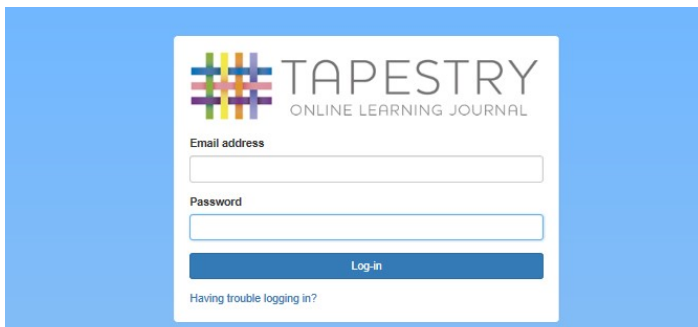 TAPESTRY
ONLINE LEARNING JOURNAL
Email address
Password
Log-in
Having trouble logging in?